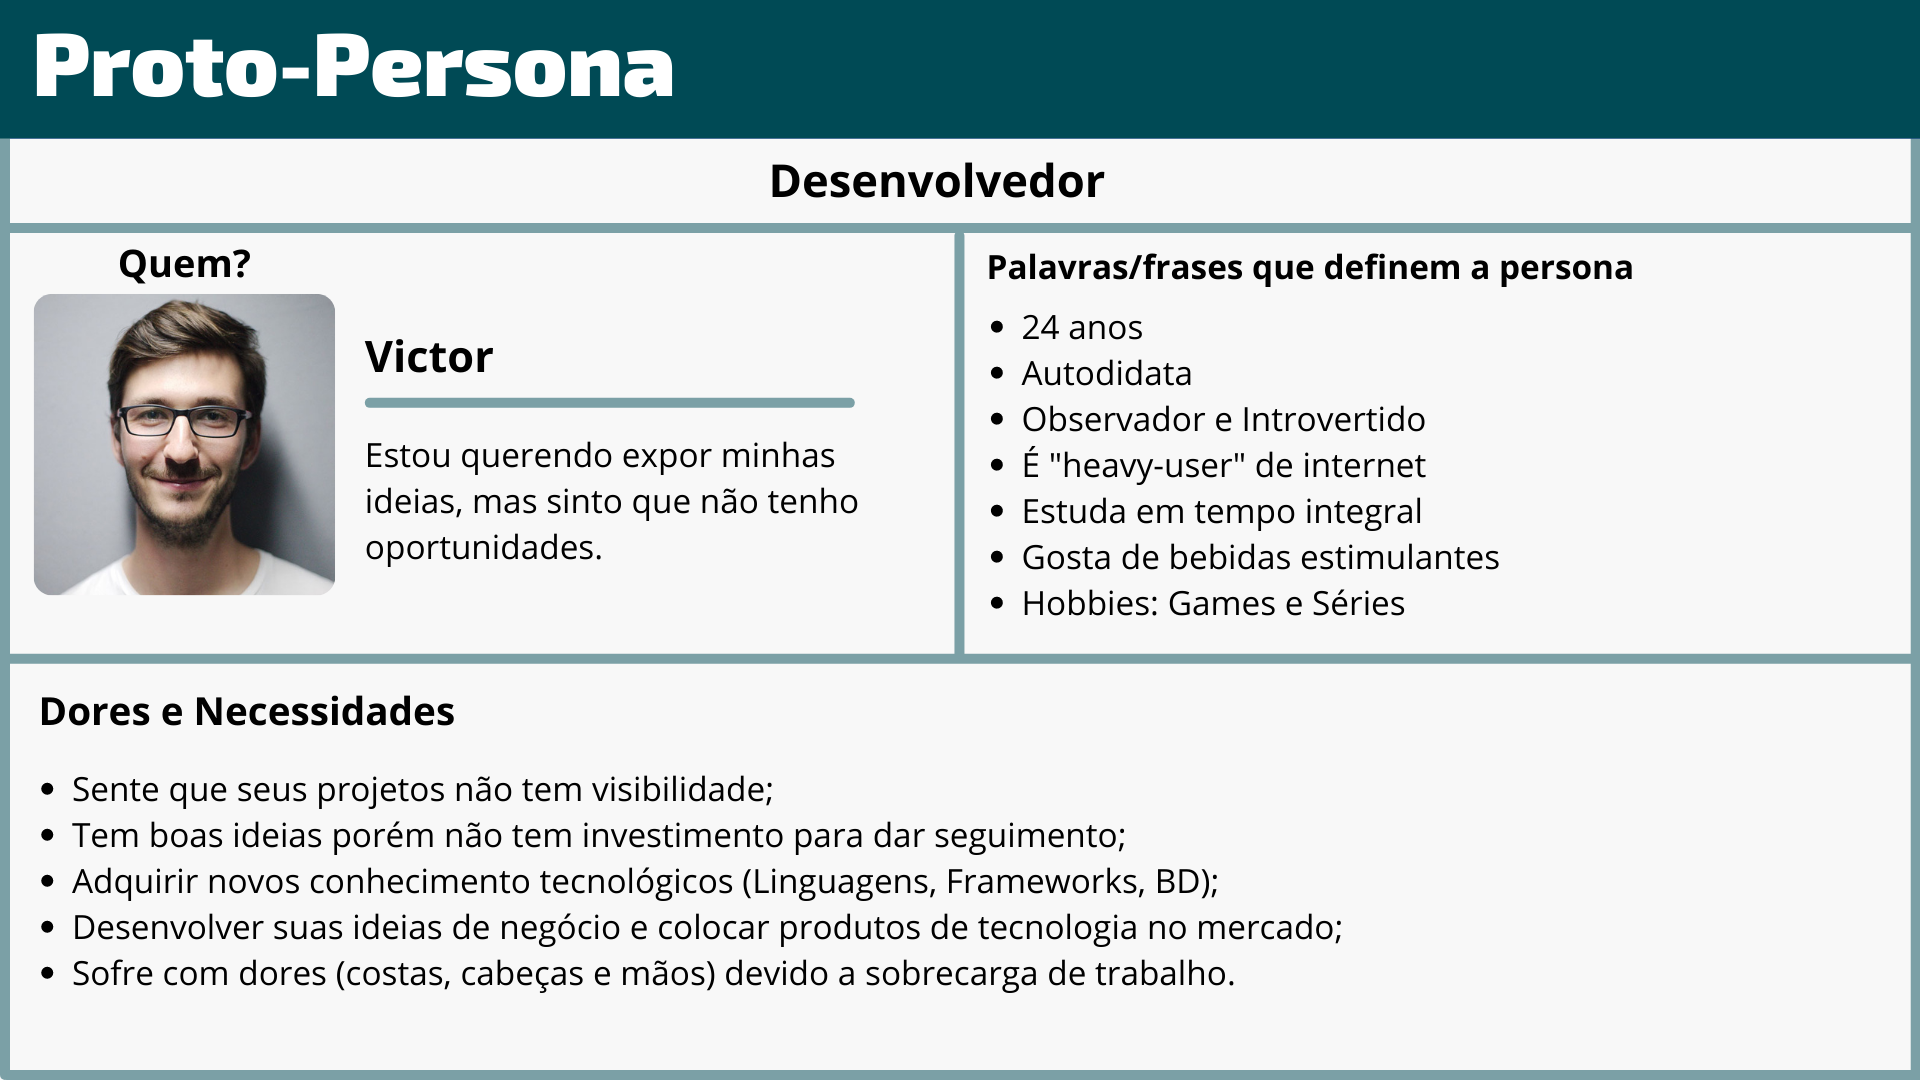 Proto-Persona
Desenvolvedor
Quem?
Victor
Estou querendo expor minhas
ideias, mas sinto que não tenho
oportunidades.
Palavras/frases que definem a persona
• 24 anos
• Autodidata
• Observador e Introvertido
• É "heavy-user" de internet
• Estuda em tempo integral
• Gosta de bebidas estimulantes
• Hobbies: Games e Séries
Dores e Necessidades
• Sente que seus projetos não tem visibilidade;
• Tem boas ideias porém não tem investimento para dar seguimento;
• Adquirir novos conhecimento tecnológicos (Linguagens, Frameworks, BD);
• Desenvolver suas ideias de negócio e colocar produtos de tecnologia no mercado;
• Sofre com dores (costas, cabeças e mãos) devido a sobrecarga de trabalho.